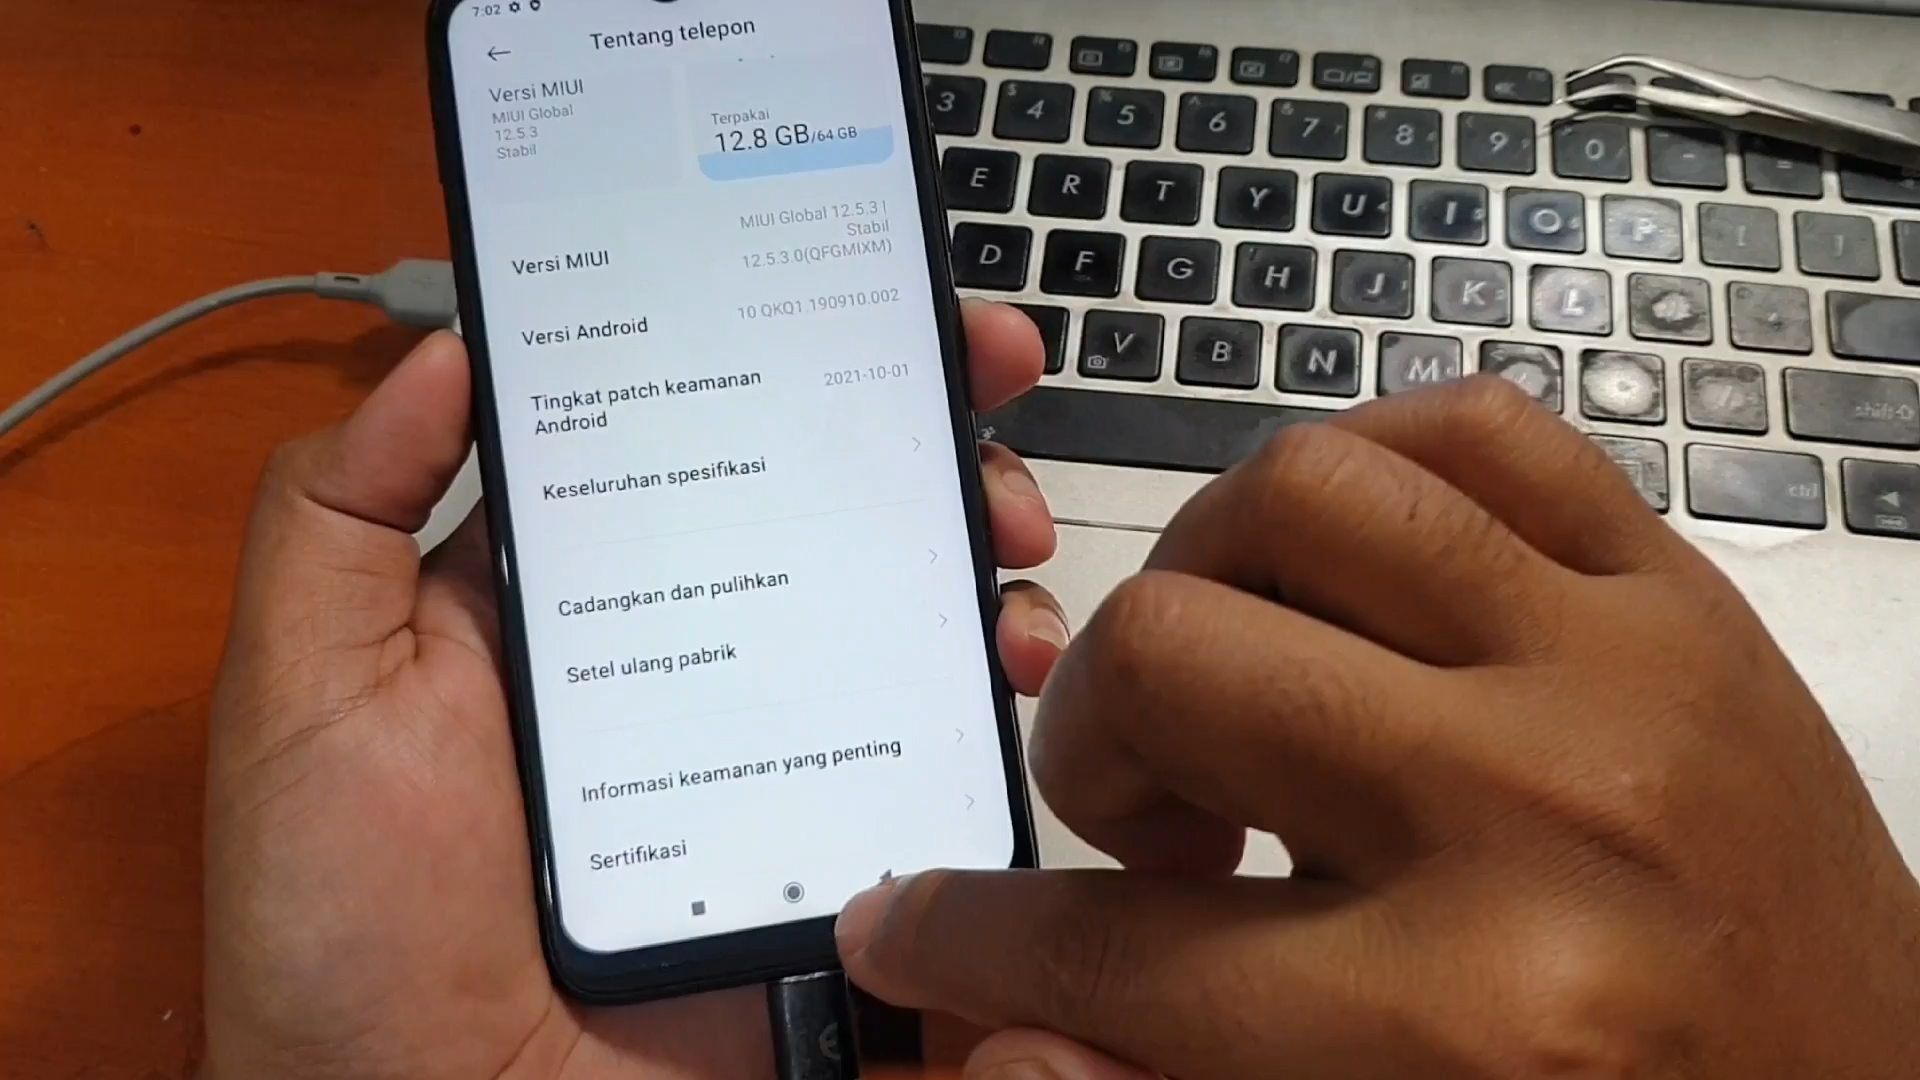 7:02
Tentang telepon
Versi MIUI
MIUI Global
12.5.3
Stabil
Terpakai
12.8 GB/64 GB
Versi MIUI
MIUI Global 12.5.3 |
Stabil
12.5.3.0(QFGMIXM)
Versi Android
10 QKQ1.190910.002
Tingkat patch keamanan
Android
2021-10-01
Keseluruhan spesifikasi
Cadangkan dan pulihkan
Setel ulang pabrik
Informasi keamanan yang penting
Sertifikasi
3 4 5 6 7 8 9 0
E R T Y U I O P
D F G H J K L
V B N M
shift
ctrl